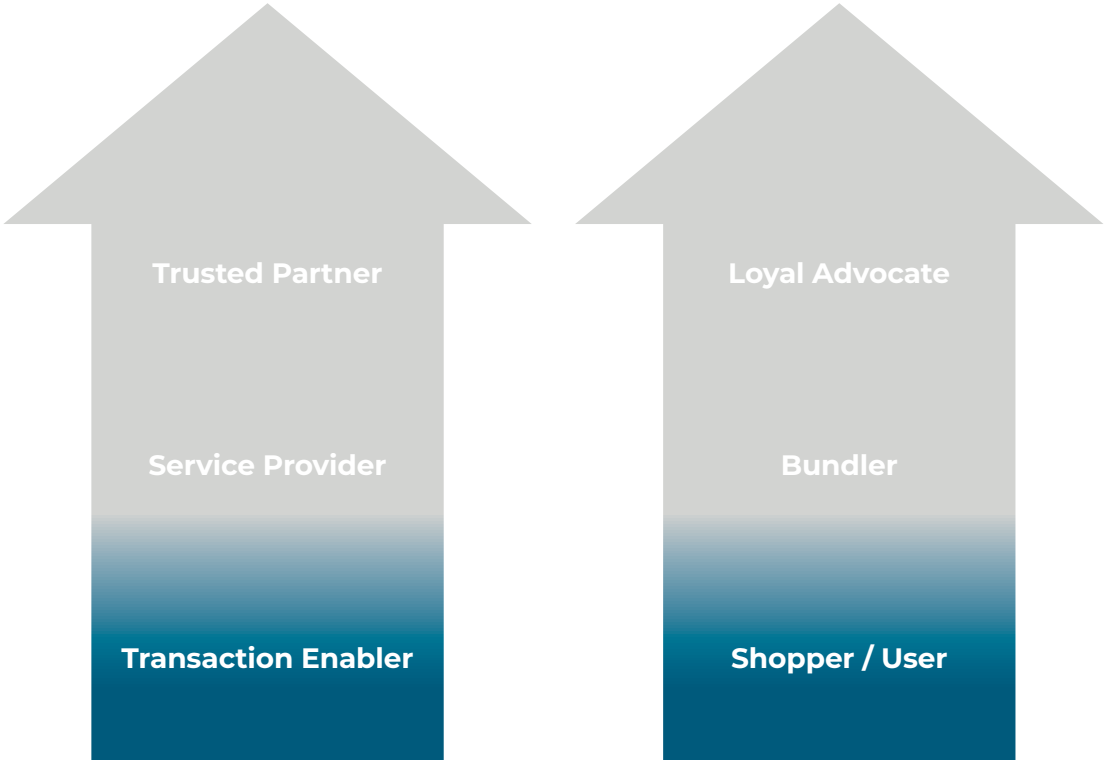 Trusted Partner
Service Provider
Transaction Enabler
Loyal Advocate
Bundler
Shopper / User